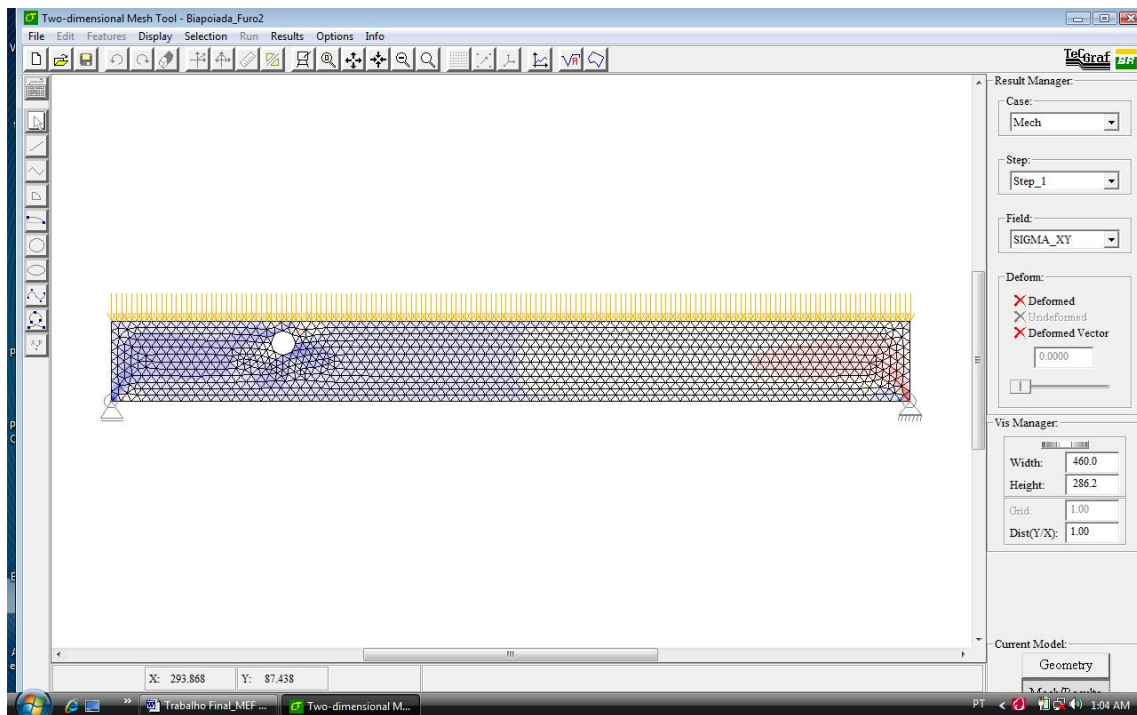 Two-dimensional Mesh Tool - Biapoiada_Furo2
File Edit Features Display Selection Run Results Options Info
TeCGraf BR
Result Manager:
Case:
Mech
Step:
Step_1
Field:
SIGMA_XY
Deform:
Deformed
Undeformed
Deformed Vector
0.0000
Vis Manager:
Width: 460.0
Height: 286.2
Grid: 1.00
Dist(Y/X): 1.00
Current Model:
Geometry
Mesh/Results
X: 293.868 Y: 87.438
Trabalho Final_MEF ... Two-dimensional M... PT 1:04 AM